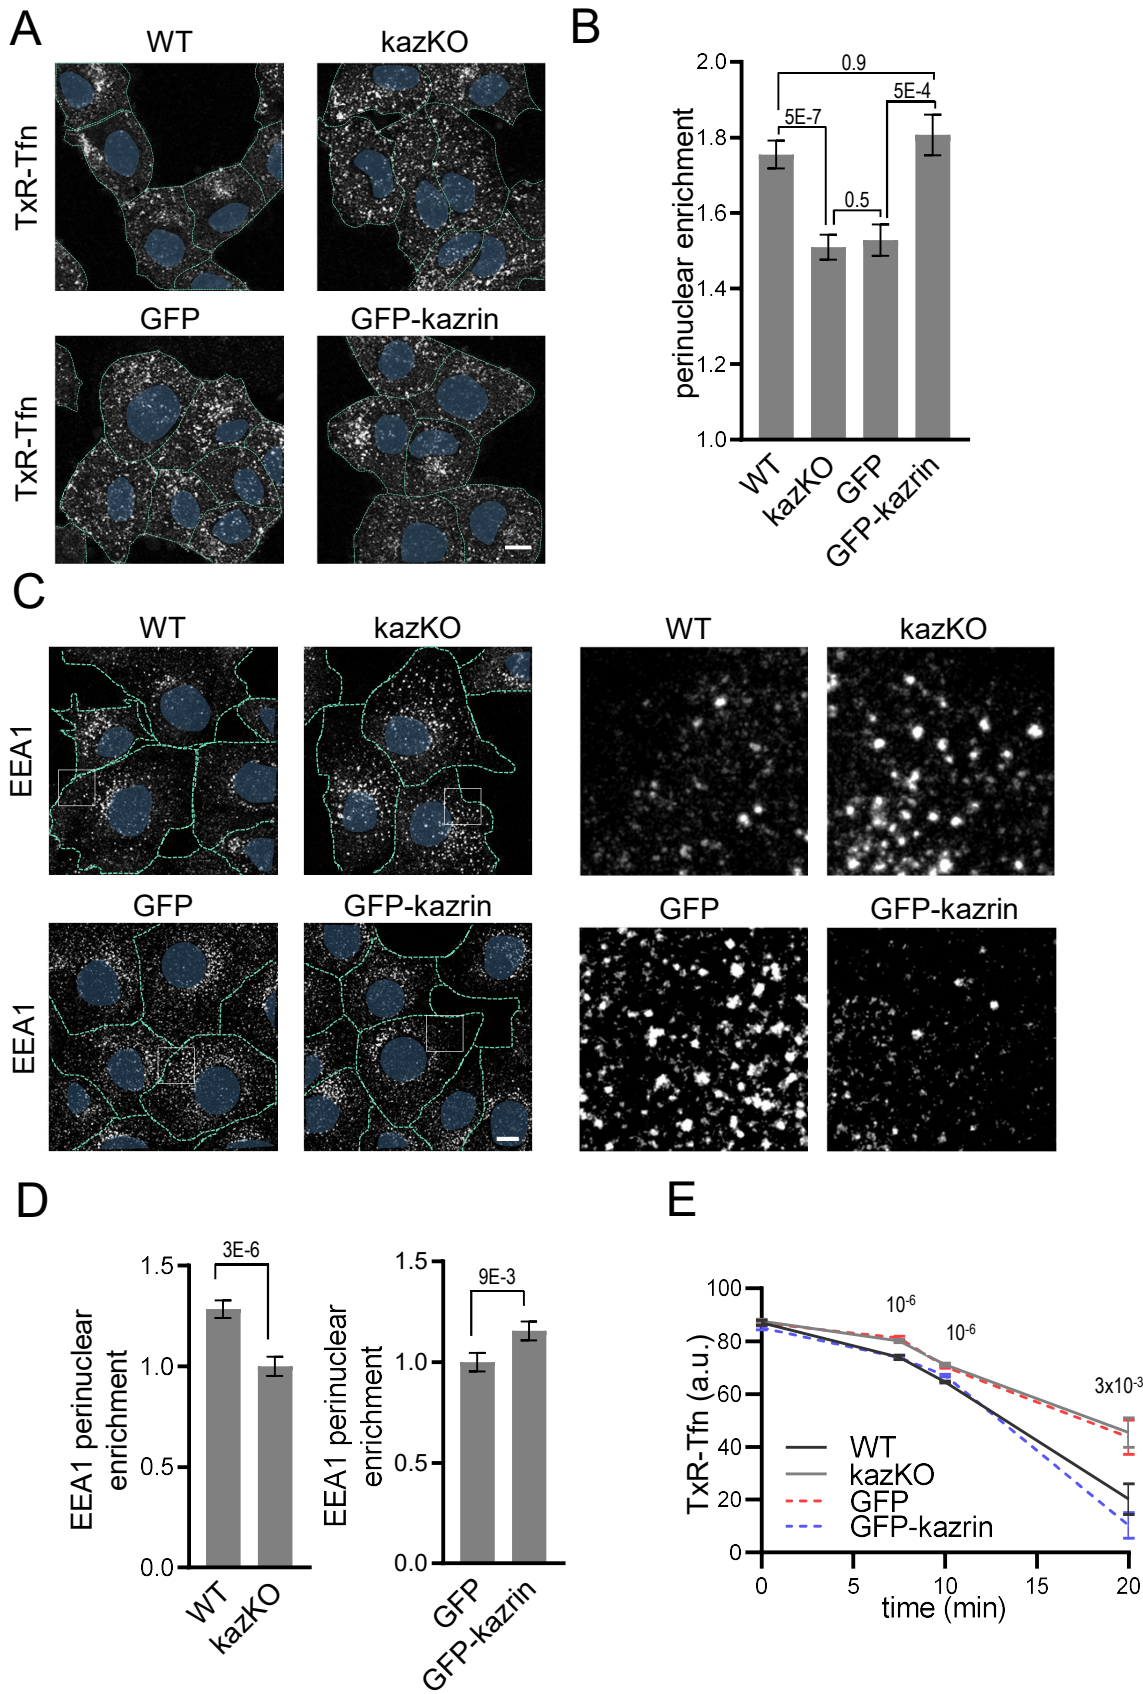 A
WT
kazKO
TxR-Tfn
GFP
GFP-kazrin
TxR-Tfn
B
perinuclear enrichment
2.0
1.8
1.6
1.4
1.2
1.0
0.9
5E-4
5E-7
0.5
WT
kazKO
GFP
GFP-kazrin
C
WT
kazKO
WT
kazKO
EEA1
GFP
GFP-kazrin
GFP
GFP-kazrin
EEA1
D
EEA1 perinuclear
enrichment
1.5
1.0
0.5
0.0
3E-6
WT
kazKO
EEA1 perinuclear
enrichment
1.5
1.0
0.5
0.0
9E-3
GFP
GFP-kazrin
E
TxR-Tfn (a.u.)
100
80
60
40
20
0
10-6
10-6
3x10-3
WT
kazKO
GFP
GFP-kazrin
0 5 10 15 20
time (min)